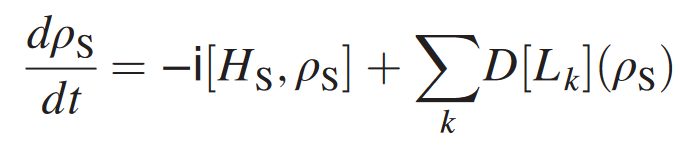 dρ_S/dt = −i[H_S, ρ_S] + ∑_k D[L_k](ρ_S)